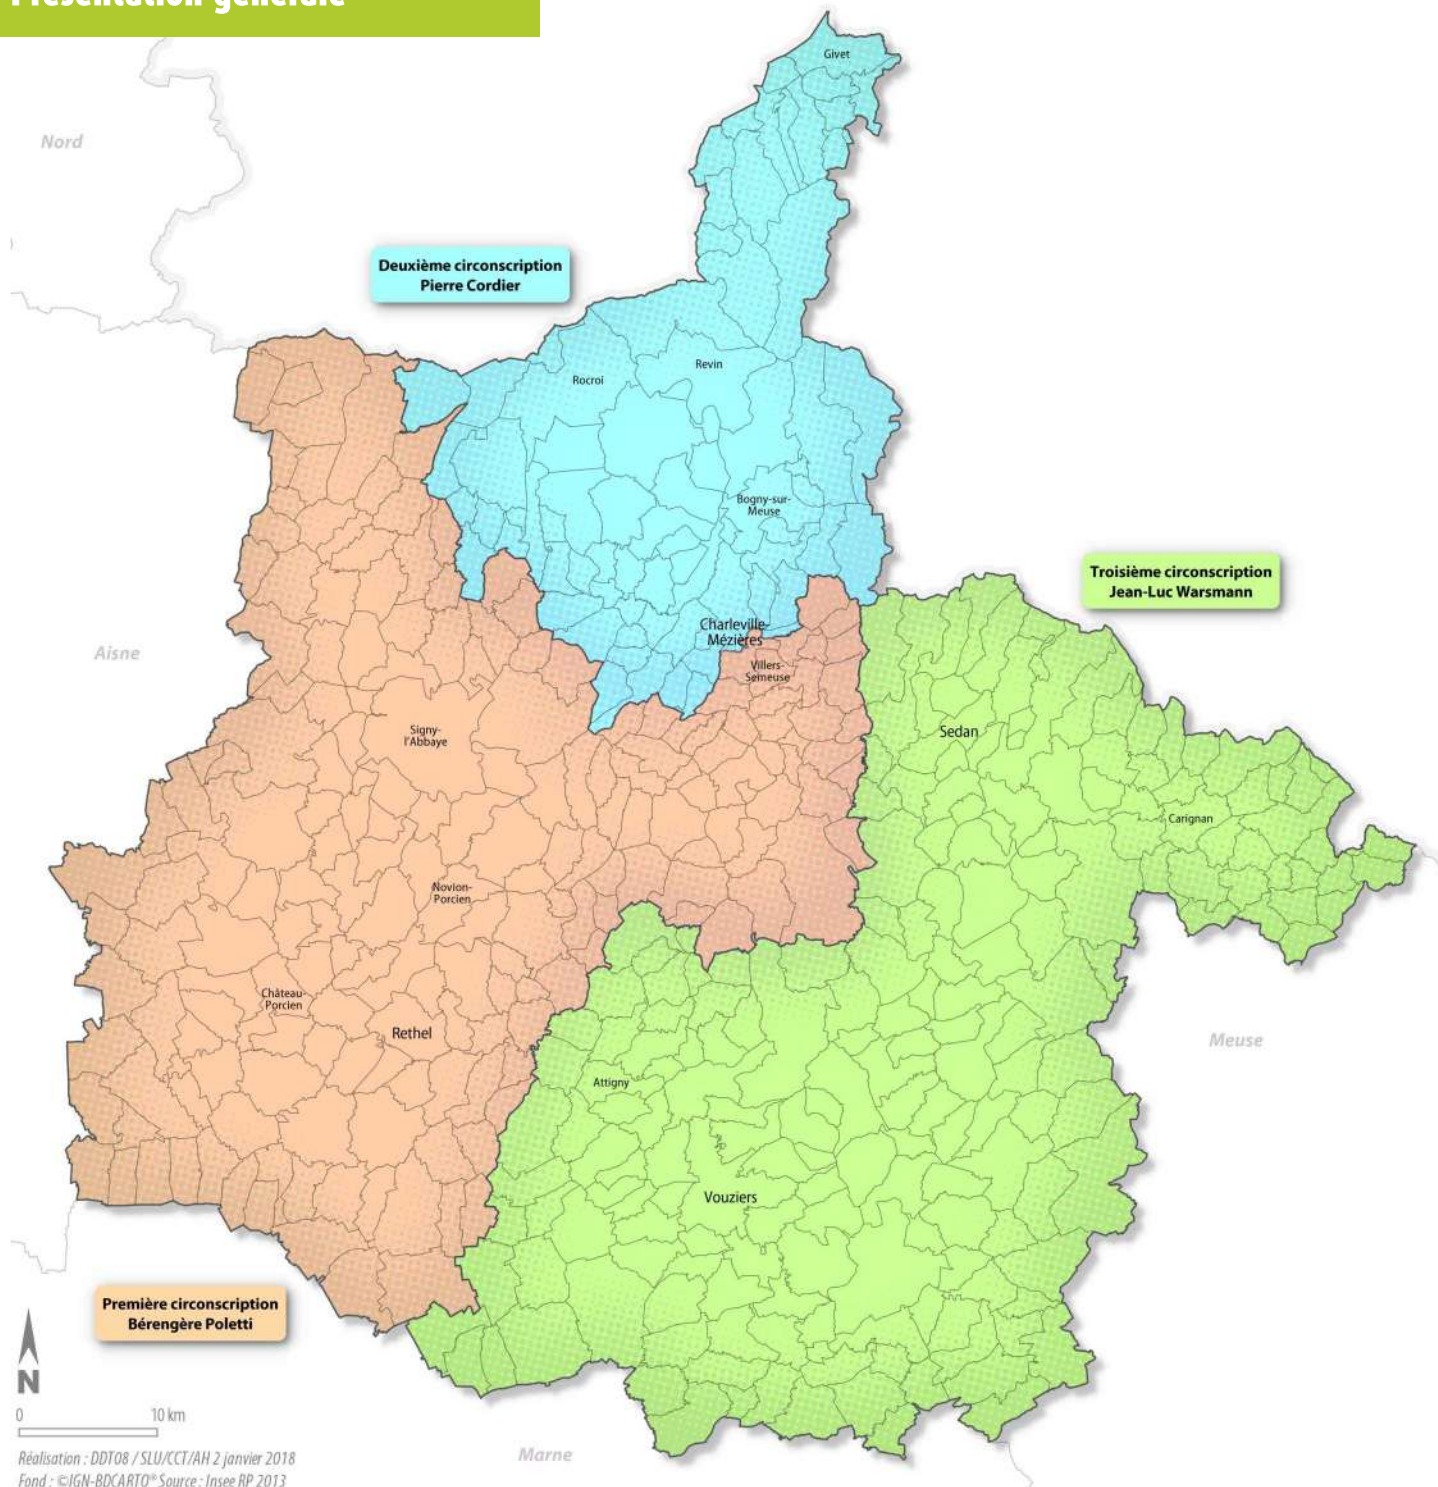 Présentation générale
Givet
Nord
Deuxième circonscription
Pierre Cordier
Revin
Rocroi
Bogny-sur-
Meuse
Troisième circonscription
Jean-Luc Warsmann
Charleville-
Mézières
Aisne
Villers-
Semeuse
Signy-
l'Abbaye
Sedan
Carignan
Novion-
Porcien
Château-
Porcien
Rethel
Meuse
Attigny
Vouziers
Première circonscription
Bérengère Poletti
N
0 10 km
Marne
Réalisation : DDT08 / SLU/CCT/AH 2 janvier 2018
Fond : ©IGN-BDCARTO® Source : Insee RP 2013